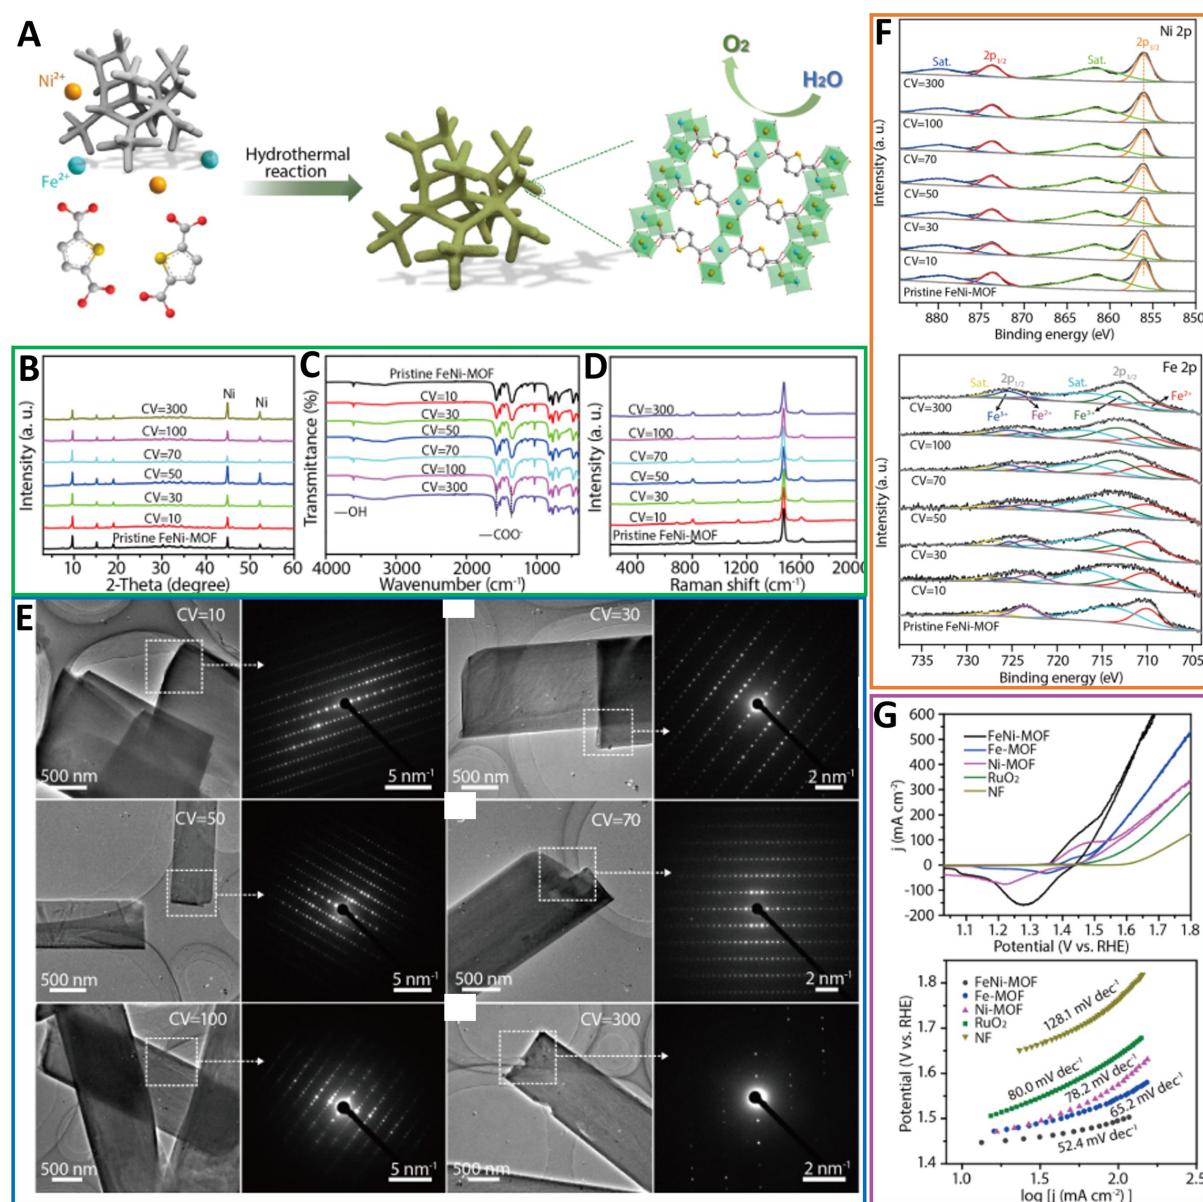 A
Ni²⁺
Fe²⁺
Hydrothermal
reaction
O₂
H₂O
B
Intensity (a. u.)
Ni
Ni
CV=300
CV=100
CV=70
CV=50
CV=30
CV=10
Pristine FeNi-MOF
10 20 30 40 50 60
2-Theta (degree)
C
Transmittance (%)
Pristine FeNi-MOF
CV=10
CV=30
CV=50
CV=70
CV=100
CV=300
—OH
—COO⁻
4000 3000 2000 1000
Wavenumber (cm⁻¹)
D
Intensity (a. u.)
CV=300
CV=100
CV=70
CV=50
CV=30
CV=10
Pristine FeNi-MOF
400 800 1200 1600 2000
Raman shift (cm⁻¹)
E
CV=10
500 nm
5 nm⁻¹
CV=30
500 nm
2 nm⁻¹
CV=50
500 nm
5 nm⁻¹
CV=70
500 nm
2 nm⁻¹
CV=100
500 nm
5 nm⁻¹
CV=300
500 nm
2 nm⁻¹
F
Ni 2p
Sat.
2p₁/₂
Sat.
2p₃/₂
CV=300
CV=100
CV=70
CV=50
CV=30
CV=10
Pristine FeNi-MOF
Intensity (a. u.)
880 875 870 865 860 855 850
Binding energy (eV)
Fe 2p
Sat.
2p₁/₂
Sat.
2p₃/₂
Fe³⁺
Fe²⁺
Fe³⁺
Fe²⁺
CV=300
CV=100
CV=70
CV=50
CV=30
CV=10
Pristine FeNi-MOF
Intensity (a. u.)
735 730 725 720 715 710 705
Binding energy (eV)
G
600
500
400
300
200
100
0
-100
-200
j (mA cm⁻²)
FeNi-MOF
Fe-MOF
Ni-MOF
RuO₂
NF
1.1 1.2 1.3 1.4 1.5 1.6 1.7 1.8
Potential (V vs. RHE)
1.8
1.7
1.6
1.5
1.4
Potential (V vs. RHE)
FeNi-MOF
Fe-MOF
Ni-MOF
RuO₂
NF
128.1 mV dec⁻¹
80.0 mV dec⁻¹
78.2 mV dec⁻¹
65.2 mV dec⁻¹
52.4 mV dec⁻¹
1.0 1.5 2.0 2.5
log [j (mA cm⁻²)]